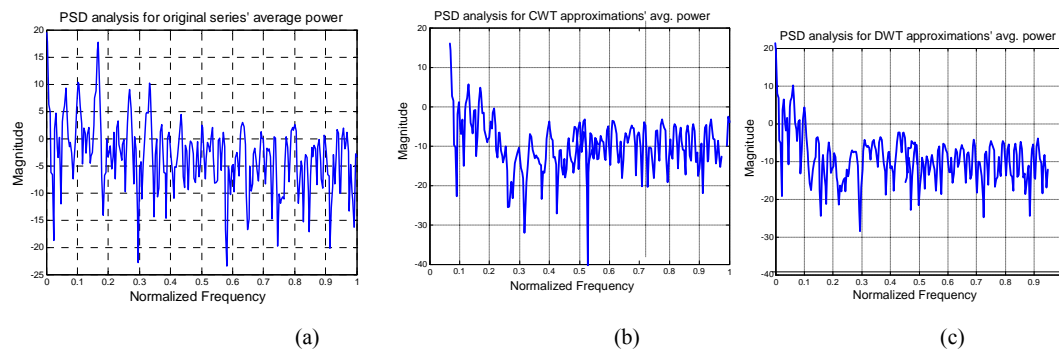 PSD analysis for original series' average power
20
15
10
5
0
-5
-10
-15
-20
-25
Magnitude
0 0.1 0.2 0.3 0.4 0.5 0.6 0.7 0.8 0.9 1
Normalized Frequency
(a)
PSD analysis for CWT approximations' avg. power
20
10
0
-10
-20
-30
-40
Magnitude
0 0.1 0.2 0.3 0.4 0.5 0.6 0.7 0.8 0.9 1
Normalized Frequency
(b)
PSD analysis for DWT approximations' avg. power
20
10
0
-10
-20
-30
-40
Magnitude
0 0.1 0.2 0.3 0.4 0.5 0.6 0.7 0.8 0.9
Normalized Frequency
(c)